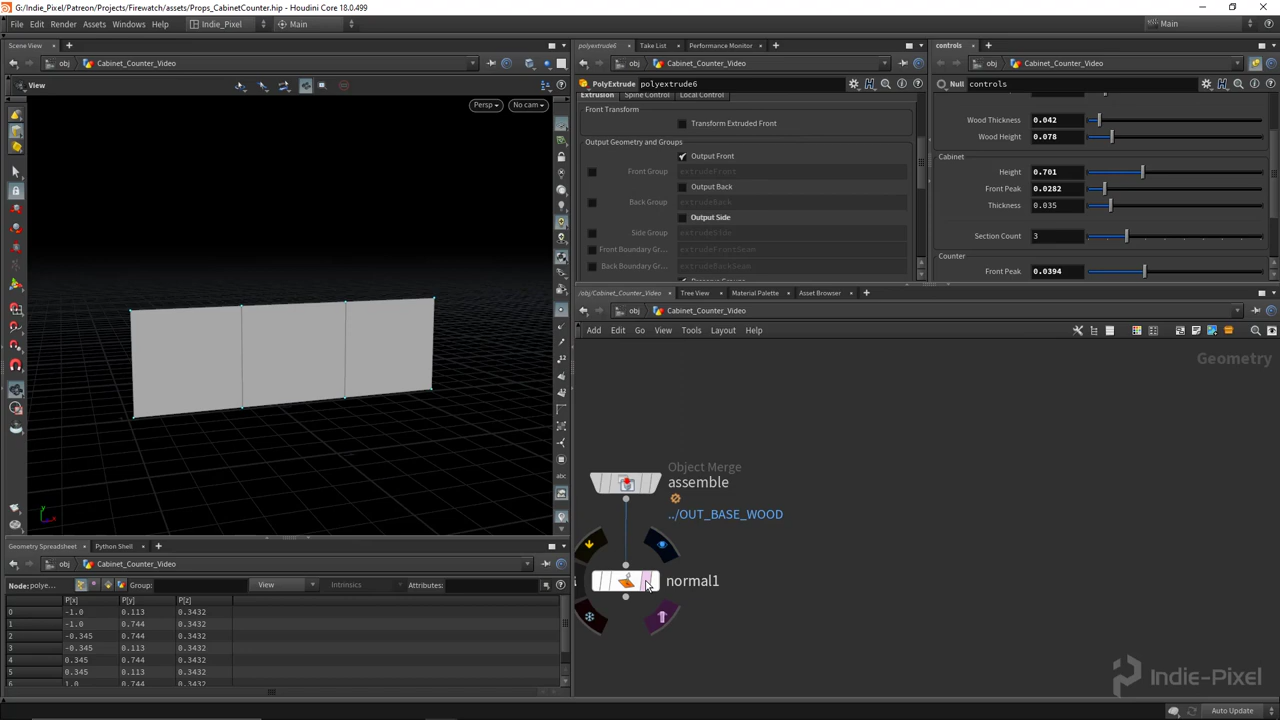 G:/Indie_Pixel/Patreon/Projects/Firewatch/assets/Props_CabinetCounter.hip - Houdini Core 18.0.499
File Edit Render Assets Windows Help Indie_Pixel Main Main
Scene View
obj Cabinet_Counter_Video
View
Persp No cam
polyextrude6 Take List Performance Monitor
obj Cabinet_Counter_Video
PolyExtrude polyextrude6
Extrusion Spine Control Local Control
Front Transform
Transform Extruded Front
Output Geometry and Groups
Output Front
Front Group extrudeFront
Output Back
Back Group extrudeBack
Output Side
Side Group extrudeSide
Front Boundary Gr... extrudeFrontSeam
Back Boundary Gr... extrudeBackSeam
controls
obj Cabinet_Counter_Video
Null controls
Wood Thickness 0.042
Wood Height 0.078
Cabinet
Height 0.701
Front Peak 0.0282
Thickness 0.035
Section Count 3
Counter
Front Peak 0.0394
/obj/Cabinet_Counter_Video Tree View Material Palette Asset Browser
obj Cabinet_Counter_Video
Add Edit Go View Tools Layout Help
Geometry
Object Merge
assemble
../OUT_BASE_WOOD
normal1
12
abc
Geometry Spreadsheet Python Shell
obj Cabinet_Counter_Video
Node: polye... Group: View Intrinsics Attributes:
P[x] P[y] P[z]
0 -1.0 0.113 0.3432
1 -1.0 0.744 0.3432
2 -0.345 0.744 0.3432
3 -0.345 0.113 0.3432
4 0.345 0.744 0.3432
5 0.345 0.113 0.3432
6 1.0 0.744 0.3432
Indie-Pixel
Auto Update